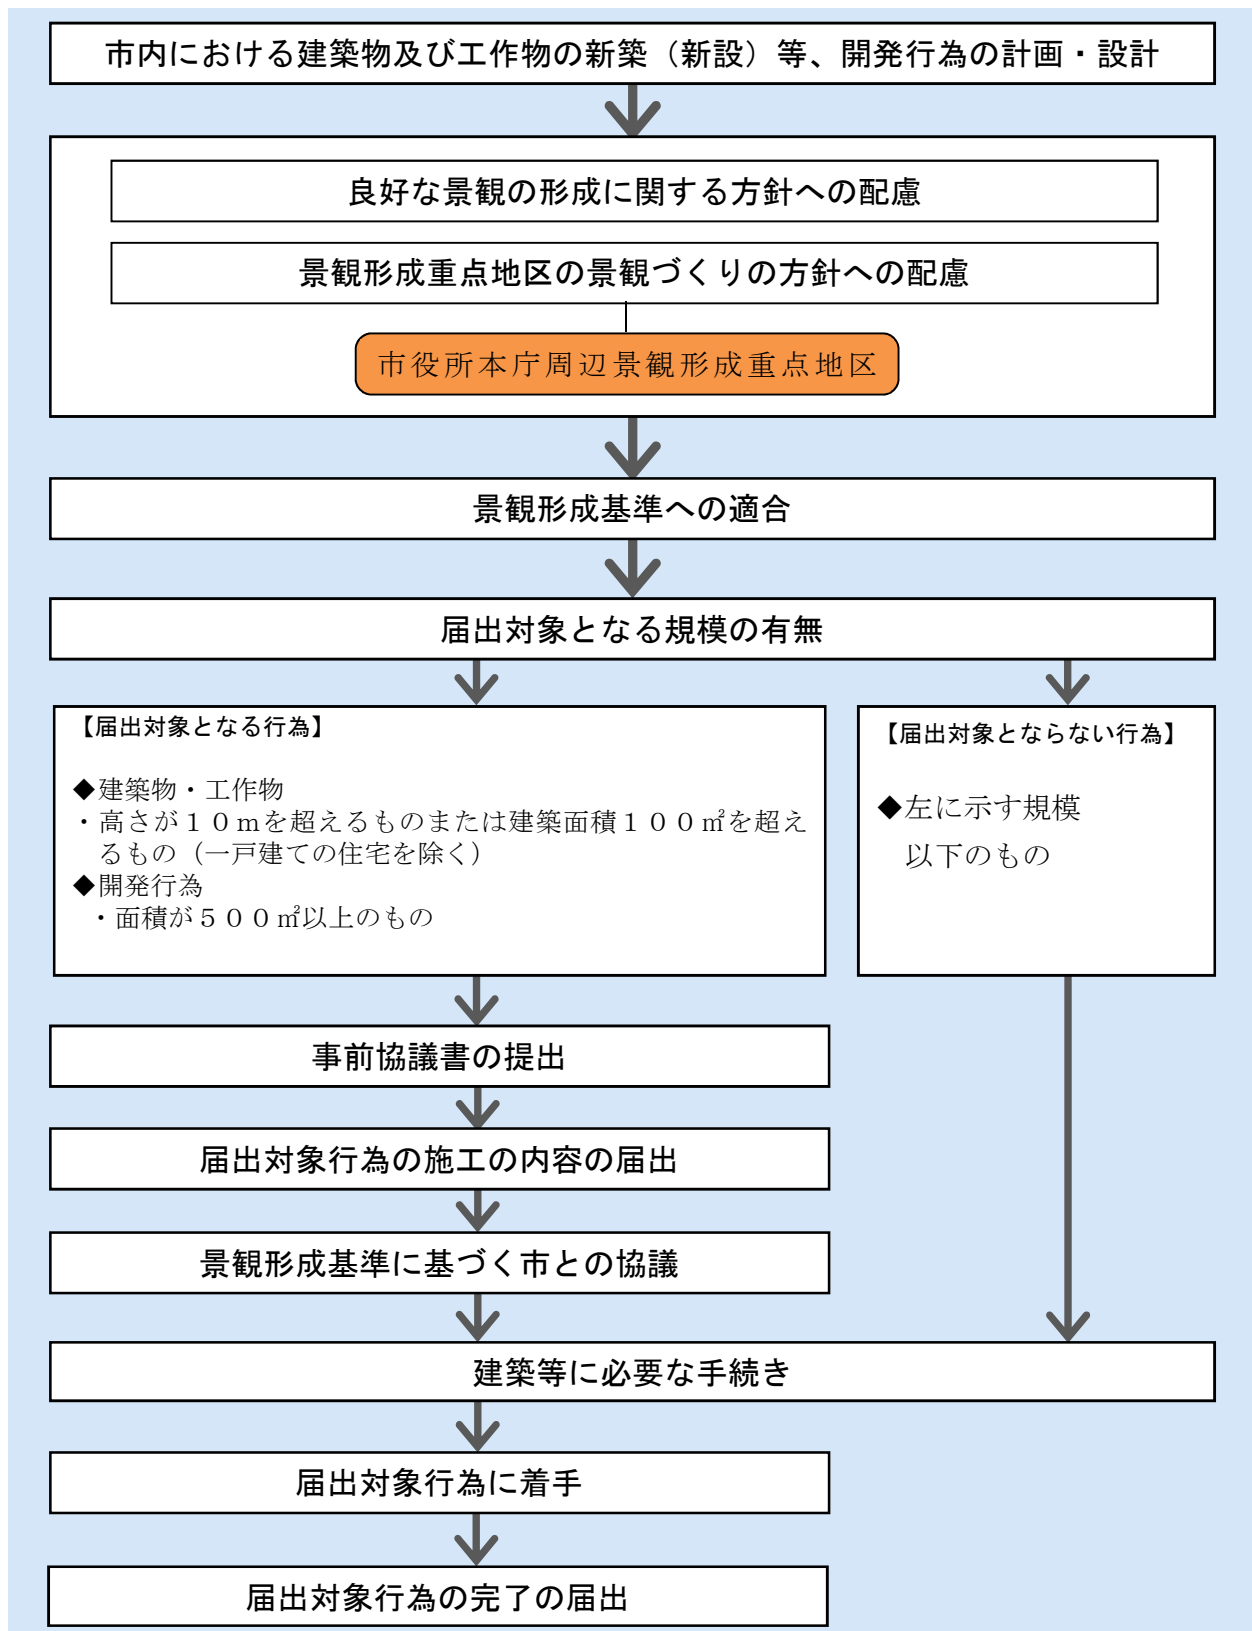 市内における建築物及び工作物の新築（新設）等、開発行為の計画・設計
良好な景観の形成に関する方針への配慮
景観形成重点地区の景観づくりの方針への配慮
市役所本庁周辺景観形成重点地区
景観形成基準への適合
届出対象となる規模の有無
【届出対象となる行為】
◆建築物・工作物
・高さが１０ｍを超えるものまたは建築面積１００㎡を超え
るもの（一戸建ての住宅を除く）
◆開発行為
・面積が５００㎡以上のもの
【届出対象とならない行為】
◆左に示す規模
以下のもの
事前協議書の提出
届出対象行為の施工の内容の届出
景観形成基準に基づく市との協議
建築等に必要な手続き
届出対象行為に着手
届出対象行為の完了の届出